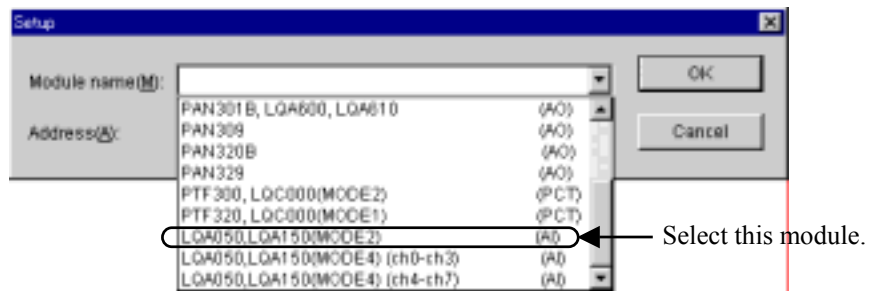 Setup
Module name(M):
OK
PAN301B, LQA600, LQA610 (AO)
PAN309 (AO)
Address(A):
Cancel
PAN320B (AO)
PAN329 (AO)
PTF300, LQC000(MODE2) (PCT)
PTF320, LQC000(MODE1) (PCT)
LQA050,LQA150(MODE2) (AI)
Select this module.
LQA050,LQA150(MODE4) (ch0-ch3) (AI)
LQA050,LQA150(MODE4) (ch4-ch7) (AI)